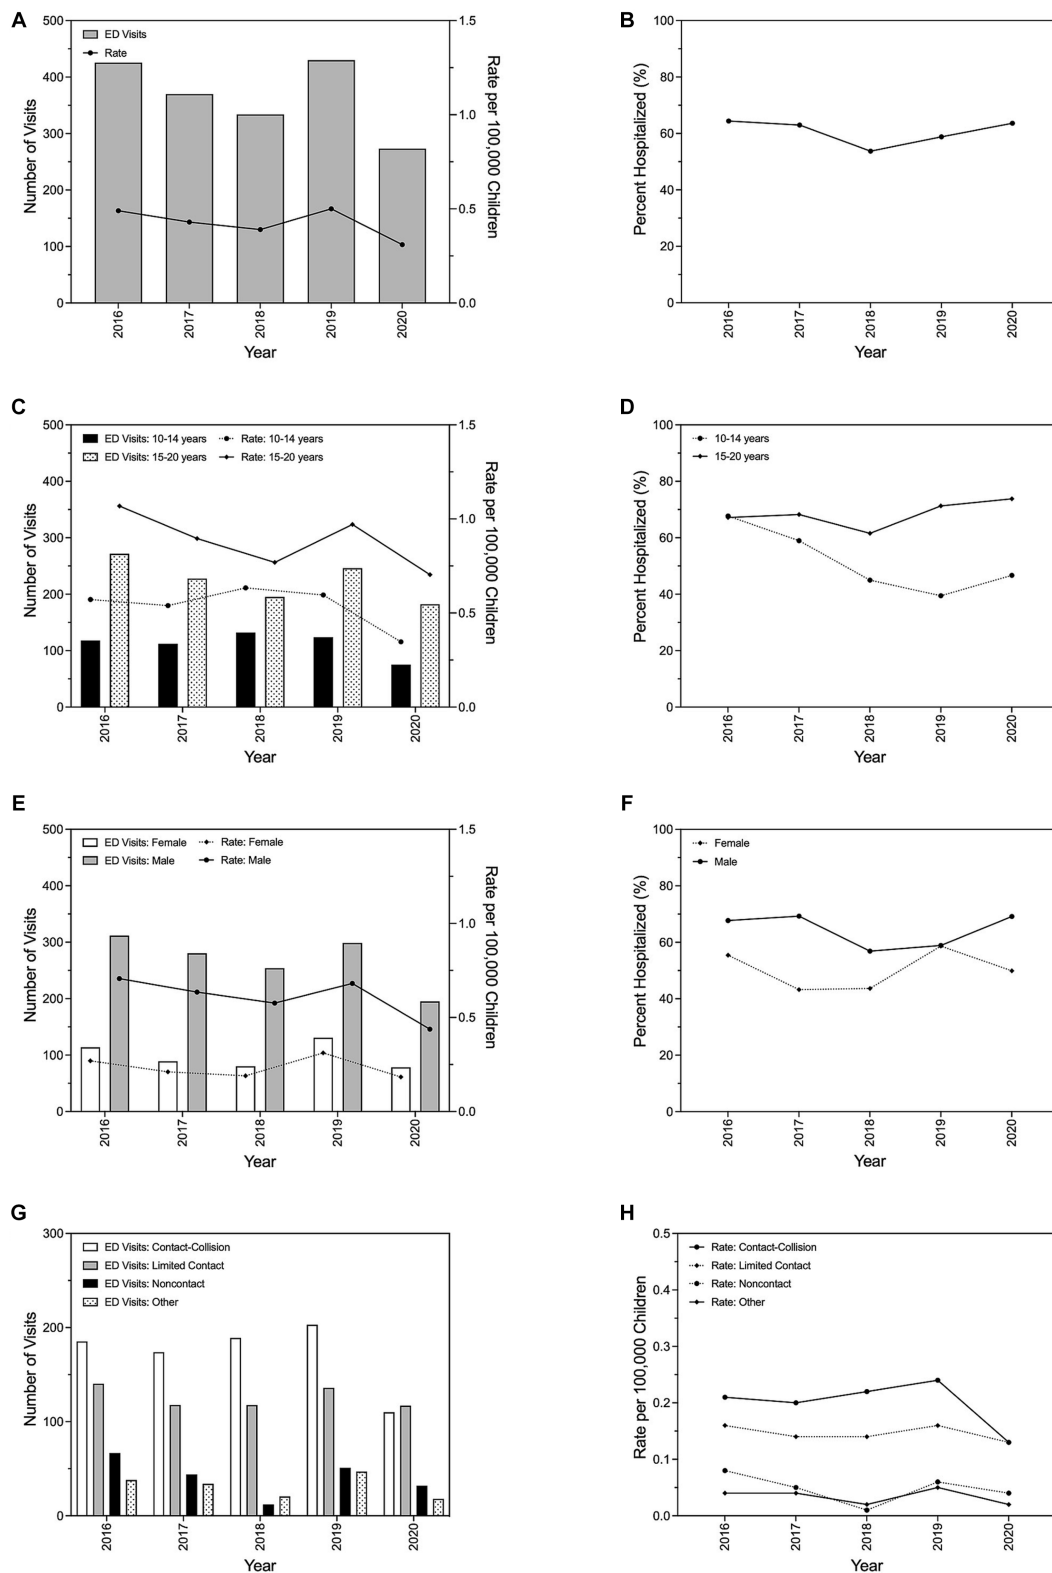 A
500
400
300
200
100
0
Number of Visits
ED Visits
Rate
1.5
1.0
0.5
0.0
Rate per 100,000 Children
2016
2017
2018
2019
2020
Year
B
100
80
60
40
20
0
Percent Hospitalized (%)
2016
2017
2018
2019
2020
Year
C
500
400
300
200
100
0
Number of Visits
ED Visits: 10-14 years
Rate: 10-14 years
ED Visits: 15-20 years
Rate: 15-20 years
1.5
1.0
0.5
0.0
Rate per 100,000 Children
2016
2017
2018
2019
2020
Year
D
100
80
60
40
20
0
Percent Hospitalized (%)
10-14 years
15-20 years
2016
2017
2018
2019
2020
Year
E
500
400
300
200
100
0
Number of Visits
ED Visits: Female
Rate: Female
ED Visits: Male
Rate: Male
1.5
1.0
0.5
0.0
Rate per 100,000 Children
2016
2017
2018
2019
2020
Year
F
100
80
60
40
20
0
Percent Hospitalized (%)
Female
Male
2016
2017
2018
2019
2020
Year
G
300
200
100
0
Number of Visits
ED Visits: Contact-Collision
ED Visits: Limited Contact
ED Visits: Noncontact
ED Visits: Other
2016
2017
2018
2019
2020
Year
H
0.5
0.4
0.3
0.2
0.1
0.0
Rate per 100,000 Children
Rate: Contact-Collision
Rate: Limited Contact
Rate: Noncontact
Rate: Other
2016
2017
2018
2019
2020
Year